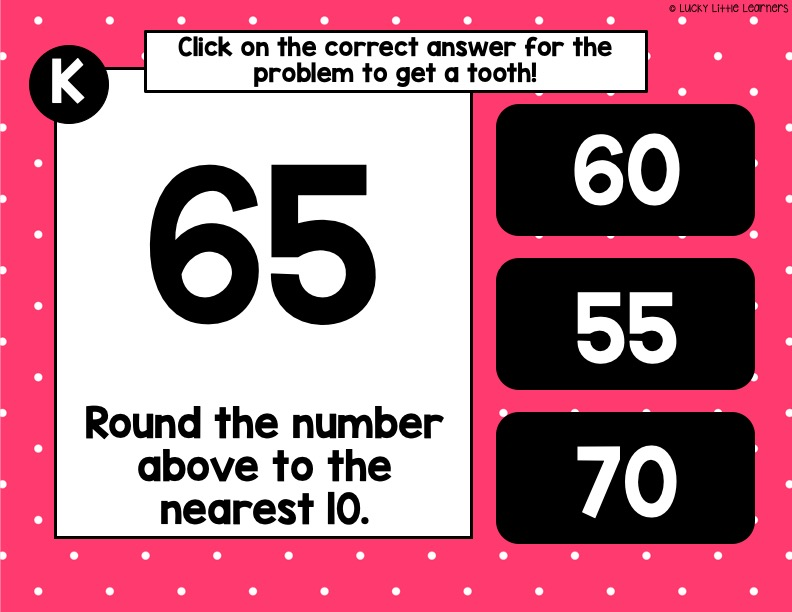 © Lucky Little Learners
Click on the correct answer for the
problem to get a tooth!
K
65
Round the number
above to the
nearest 10.
60
55
70